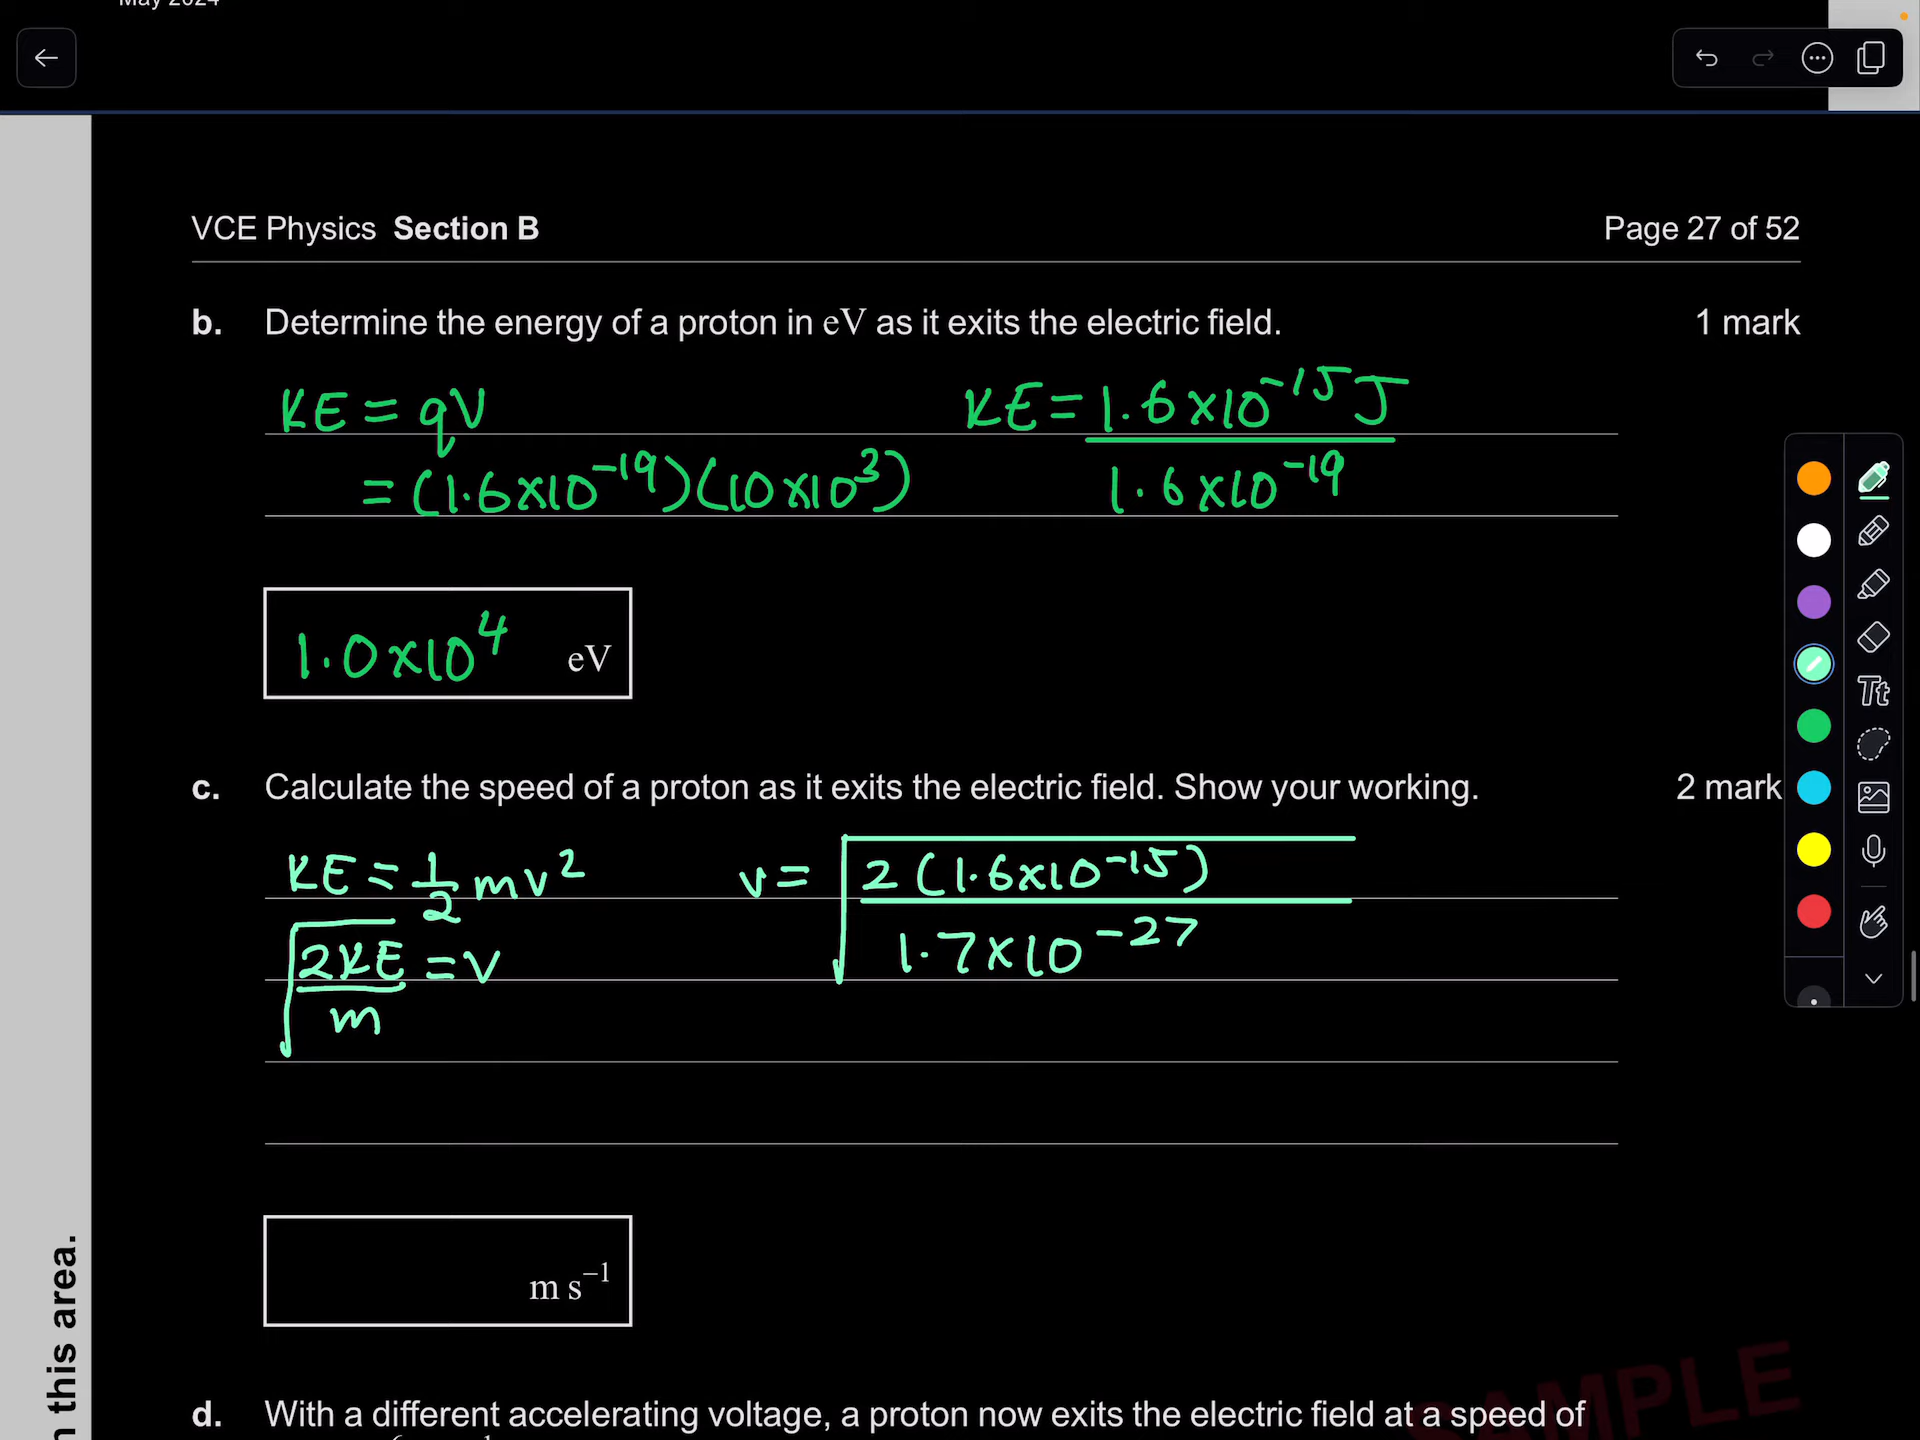 May 2024
VCE Physics Section B
Page 27 of 52
b. Determine the energy of a proton in eV as it exits the electric field. 1 mark
KE = qV
KE = 1.6×10⁻¹⁵ J
= (1.6×10⁻¹⁹)(10×10³)
1.6×10⁻¹⁹
1.0×10⁴ eV
c. Calculate the speed of a proton as it exits the electric field. Show your working. 2 mark
KE = 1/2 mv²
v = √ 2(1.6×10⁻¹⁵)
1.7×10⁻²⁷
√ 2KE = v
m
m s⁻¹
d. With a different accelerating voltage, a proton now exits the electric field at a speed of
this area.
SAMPLE
Tt